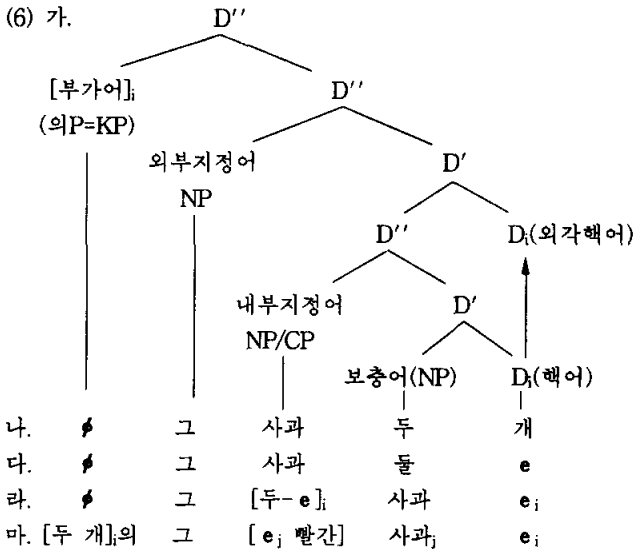 (6) 가. D''
[부가어]i D''
(의P=KP)
외부지정어 D'
NP
D'' Di(외각핵어)
내부지정어 D'
NP/CP
보충어(NP) Di(핵어)
나. ∅ 그 사과 두 개
다. ∅ 그 사과 둘 e
라. ∅ 그 [두-e]i 사과 ei
마. [두 개]i의 그 [ej 빨간] 사과j ei